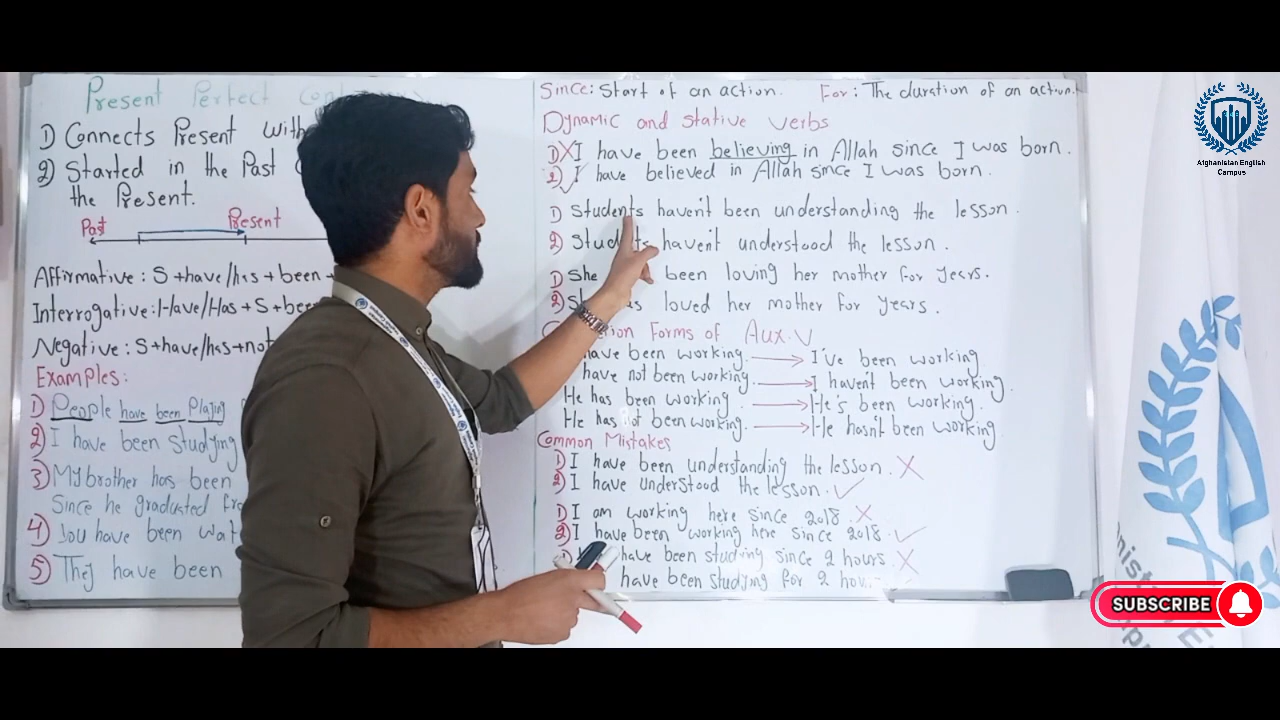 Present Perfect
1) Connects Present With
2) Started in the Past
the Present.
Past Present
Affirmative: S+have/has+been+
Interrogative: Have/Has+S+been
Negative: S+have/has+not
Examples:
1) People have been Playing
2) I have been studying
3) My brother has been
Since he graduated
4) You have been
5) They have been
Since: Start of an action. For: The duration of an action.
Dynamic and stative verbs
1) X I have been believing in Allah since I was born.
2) ✓ I have believed in Allah since I was born.
1) Students haven't been understanding the lesson.
2) Students haven't understood the lesson.
1) She been loving her mother for years.
2) She has loved her mother for years.
Forms of Aux.V
have been working. → I've been working
have not been working. → I haven't been working.
He has been working. → He's been working.
He has not been working. → He hasn't been working
Common Mistakes
1) I have been understanding the lesson. X
2) I have understood the lesson. ✓
1) I am working here since 2018. X
2) I have been working here since 2018. ✓
have been studying since 2 hours. X
have been studying for 2 hours
Afghanistan English
Campus
SUBSCRIBE